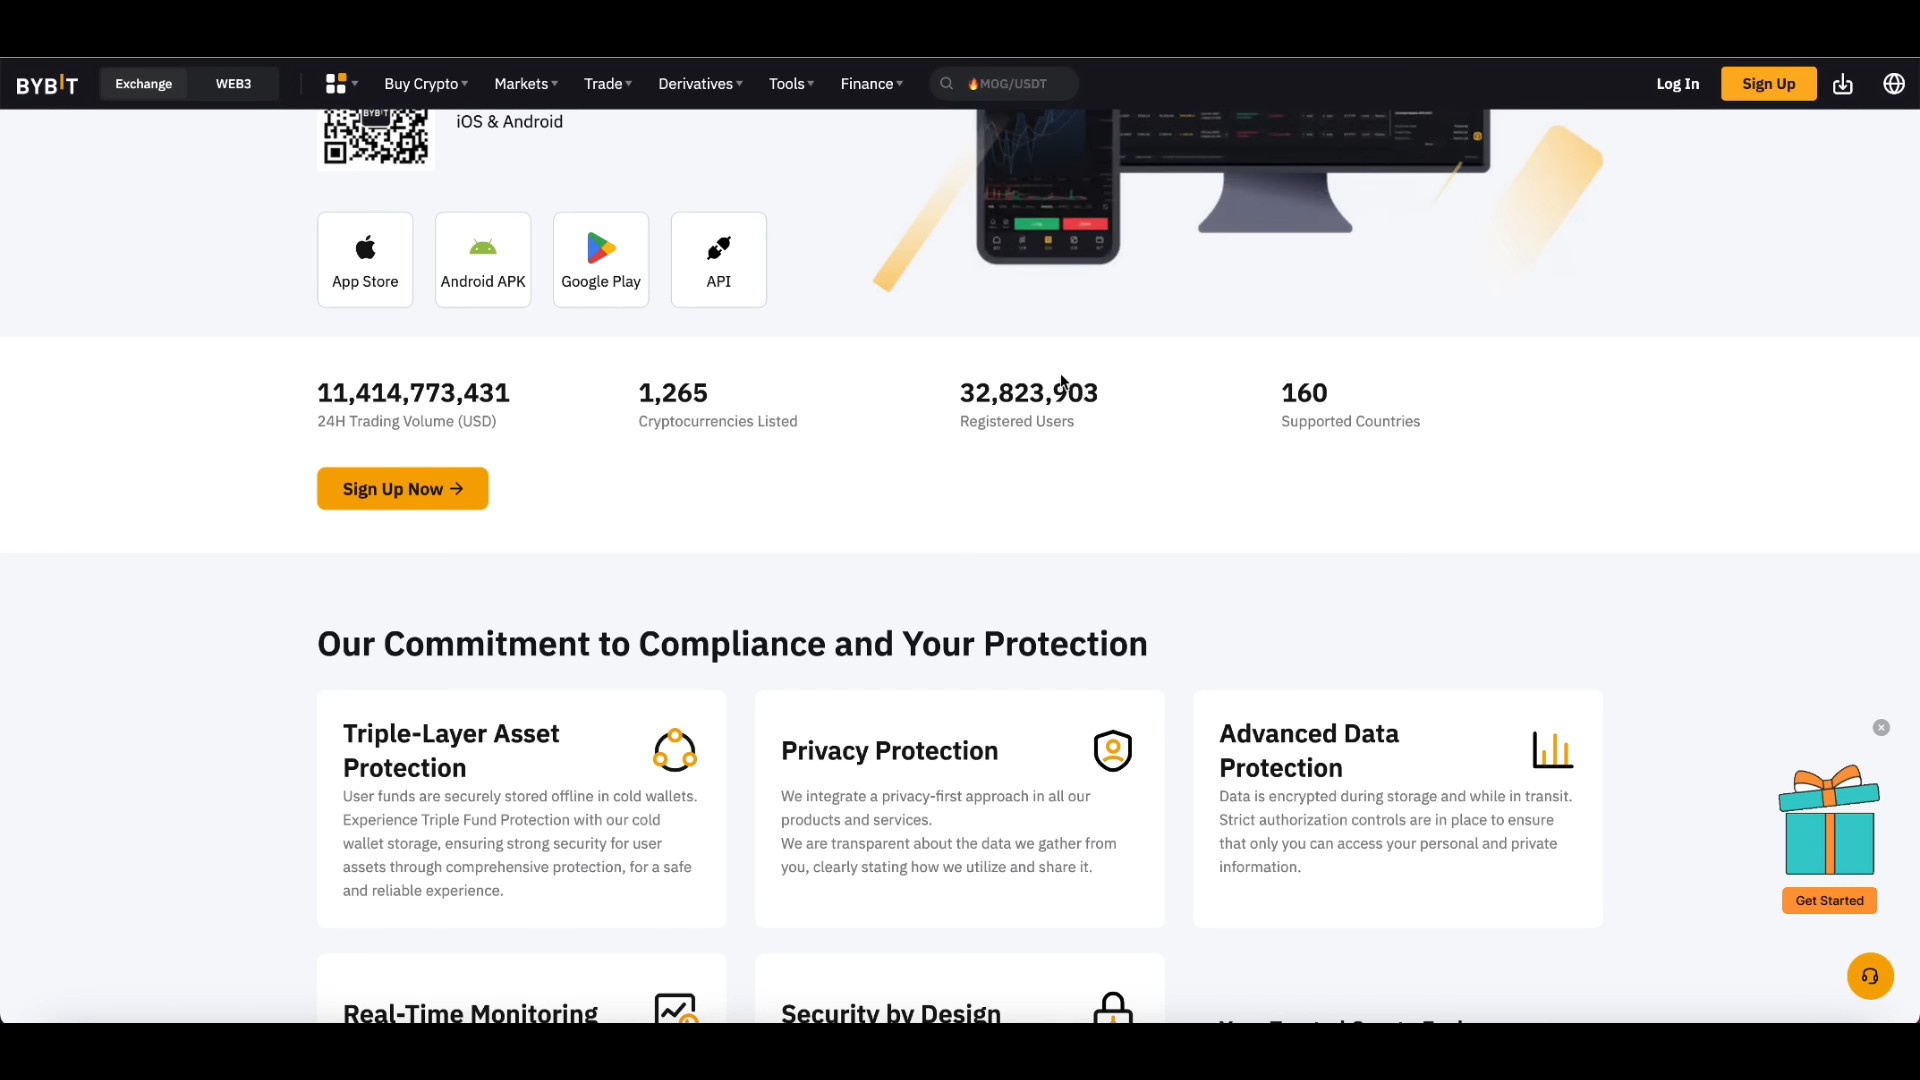 BYBIT
Exchange
WEB3
Buy Crypto
Markets
Trade
Derivatives
Tools
Finance
MOG/USDT
Log In
Sign Up
BYBIT
iOS & Android
App Store
Android APK
Google Play
API
11,414,773,431
24H Trading Volume (USD)
1,265
Cryptocurrencies Listed
32,823,903
Registered Users
160
Supported Countries
Sign Up Now →
Our Commitment to Compliance and Your Protection
Triple-Layer Asset
Protection
User funds are securely stored offline in cold wallets.
Experience Triple Fund Protection with our cold
wallet storage, ensuring strong security for user
assets through comprehensive protection, for a safe
and reliable experience.
Privacy Protection
We integrate a privacy-first approach in all our
products and services.
We are transparent about the data we gather from
you, clearly stating how we utilize and share it.
Advanced Data
Protection
Data is encrypted during storage and while in transit.
Strict authorization controls are in place to ensure
that only you can access your personal and private
information.
Get Started
Real-Time Monitoring
Security by Design